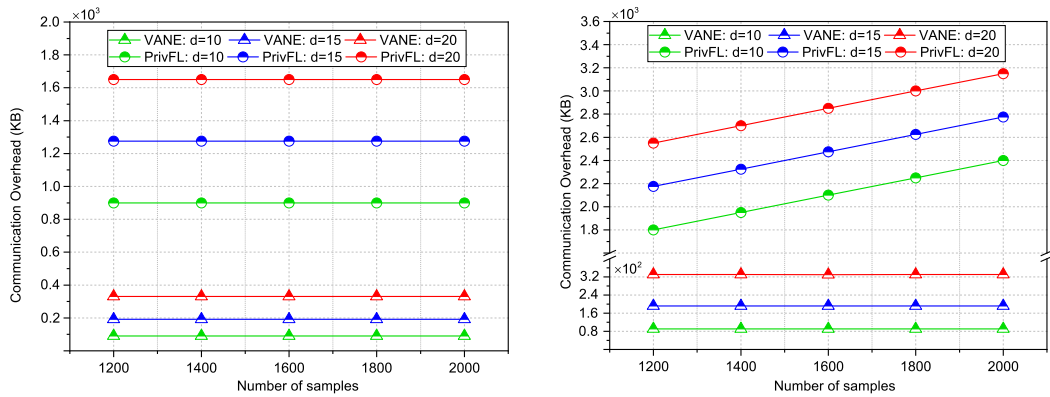 ×10³
2.0
1.8
1.6
1.4
1.2
1.0
0.8
0.6
0.4
0.2
Communication Overhead (KB)
VANE: d=10 VANE: d=15 VANE: d=20
PrivFL: d=10 PrivFL: d=15 PrivFL: d=20
1200 1400 1600 1800 2000
Number of samples
×10³
3.6
3.4
3.2
3.0
2.8
2.6
2.4
2.2
2.0
1.8
×10²
3.2
2.4
1.6
0.8
Communication Overhead (KB)
VANE: d=10 VANE: d=15 VANE: d=20
PrivFL: d=10 PrivFL: d=15 PrivFL: d=20
1200 1400 1600 1800 2000
Number of samples